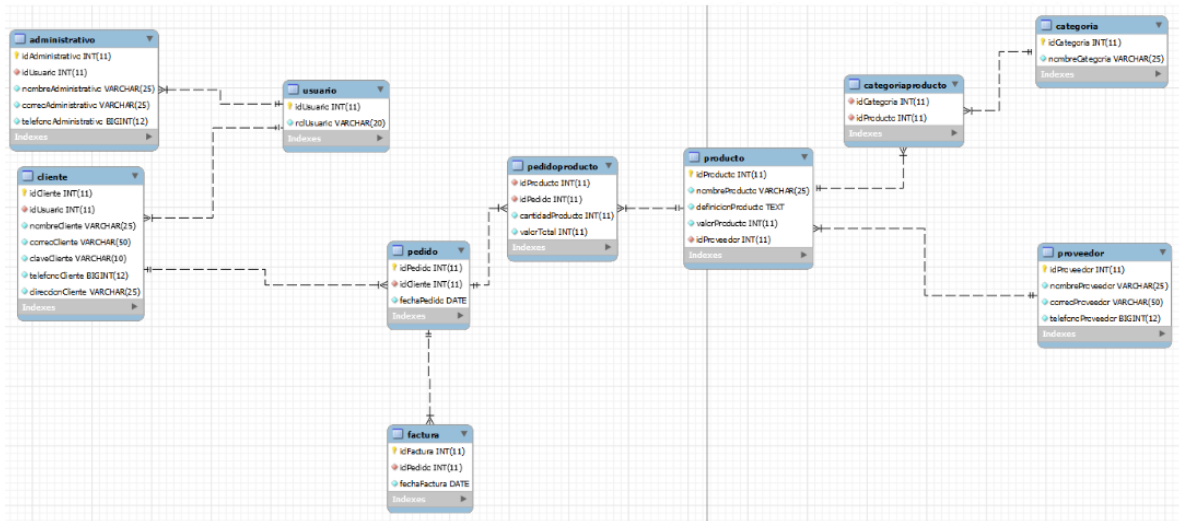 administrativo
idAdministrativo INT(11)
idUsuario INT(11)
nombreAdministrativo VARCHAR(25)
correoAdministrativo VARCHAR(25)
telefonoAdministrativo BIGINT(12)
Indexes
usuario
idUsuario INT(11)
rolUsuario VARCHAR(20)
Indexes
cliente
idCliente INT(11)
idUsuario INT(11)
nombreCliente VARCHAR(25)
correoCliente VARCHAR(50)
claveCliente VARCHAR(10)
telefonoCliente BIGINT(12)
direccionCliente VARCHAR(25)
Indexes
pedido
idPedido INT(11)
idCliente INT(11)
fechaPedido DATE
Indexes
factura
idFactura INT(11)
idPedido INT(11)
fechaFactura DATE
Indexes
pedidoproducto
idProducto INT(11)
idPedido INT(11)
cantidadProducto INT(11)
valorTotal INT(11)
Indexes
producto
idProducto INT(11)
nombreProducto VARCHAR(25)
definicionProducto TEXT
valorProducto INT(11)
idProveedor INT(11)
Indexes
categoriaproducto
idCategoria INT(11)
idProducto INT(11)
Indexes
categoria
idCategoria INT(11)
nombreCategoria VARCHAR(25)
Indexes
proveedor
idProveedor INT(11)
nombreProveedor VARCHAR(25)
correoProveedor VARCHAR(50)
telefonoProveedor BIGINT(12)
Indexes